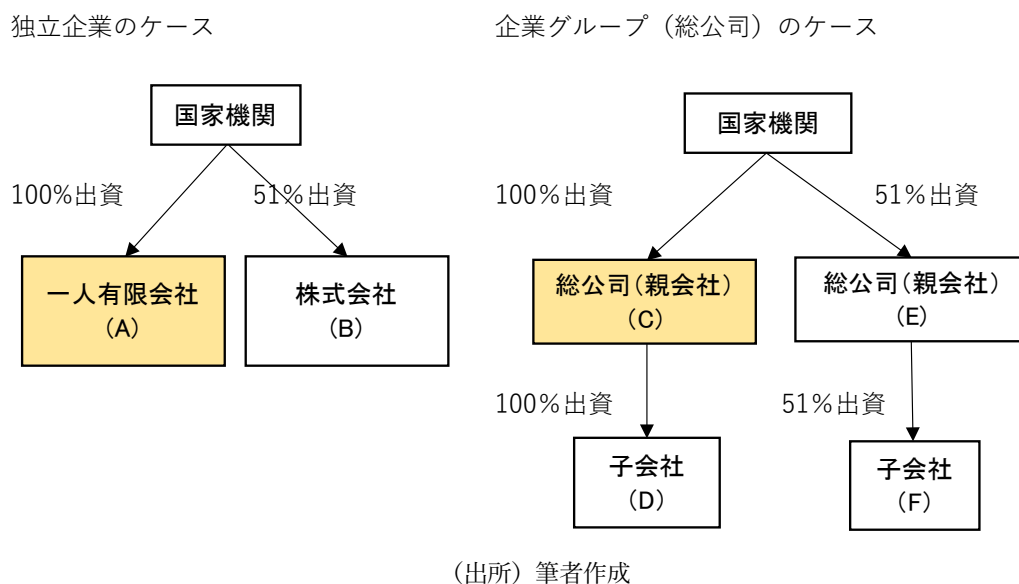 独立企業のケース
国家機関
100%出資
51%出資
一人有限会社
(A)
株式会社
(B)
企業グループ（総公司）のケース
国家機関
100％出資
51％出資
総公司（親会社）
（C）
総公司（親会社）
（E）
100％出資
51％出資
子会社
（D）
子会社
（F）
（出所）筆者作成